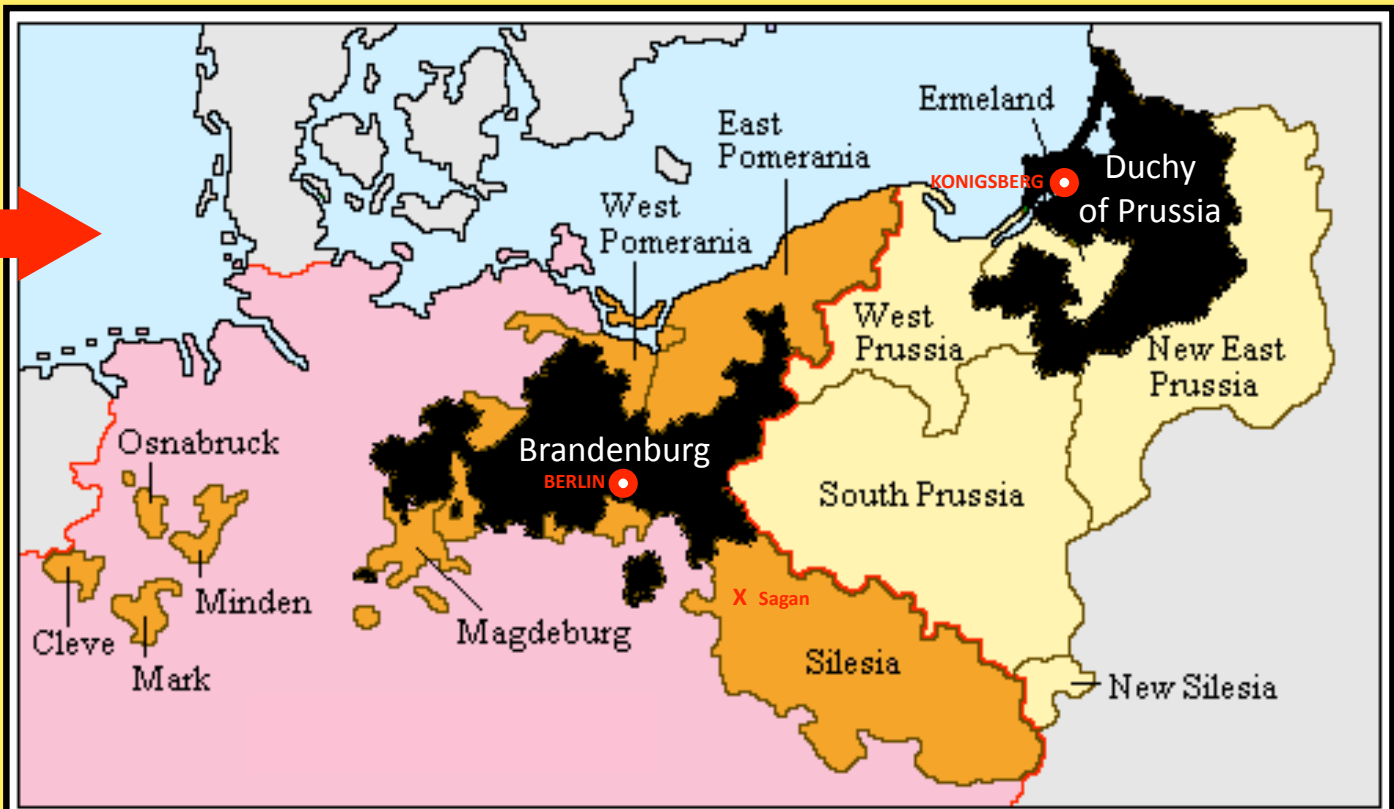 Ermeland
East
Pomerania
KONIGSBERG
Duchy
of Prussia
West
Pomerania
West
Prussia
New East
Prussia
Osnabruck
Brandenburg
BERLIN
South Prussia
Minden
X Sagan
Cleve
Magdeburg
Mark
Silesia
New Silesia